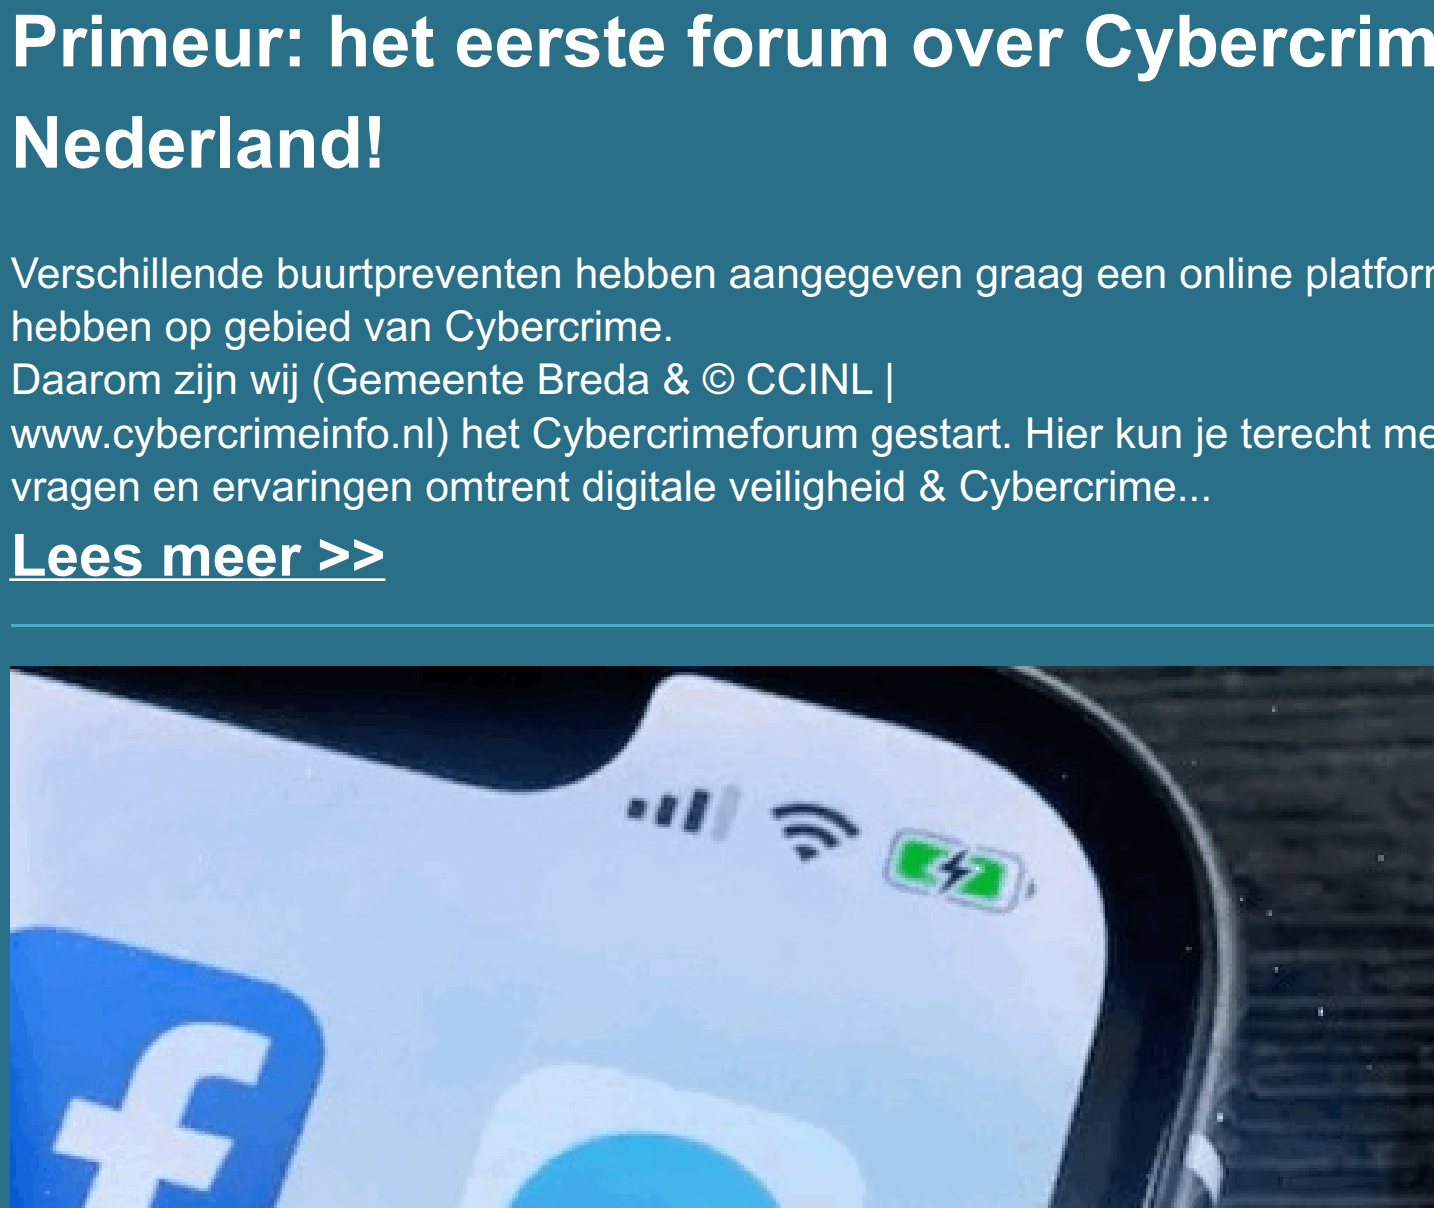 Primeur: het eerste forum over Cybercrim
Nederland!
Verschillende buurtpreventen hebben aangegeven graag een online platfor
hebben op gebied van Cybercrime.
Daarom zijn wij (Gemeente Breda & © CCINL |
www.cybercrimeinfo.nl) het Cybercrimeforum gestart. Hier kun je terecht me
vragen en ervaringen omtrent digitale veiligheid & Cybercrime...
Lees meer >>